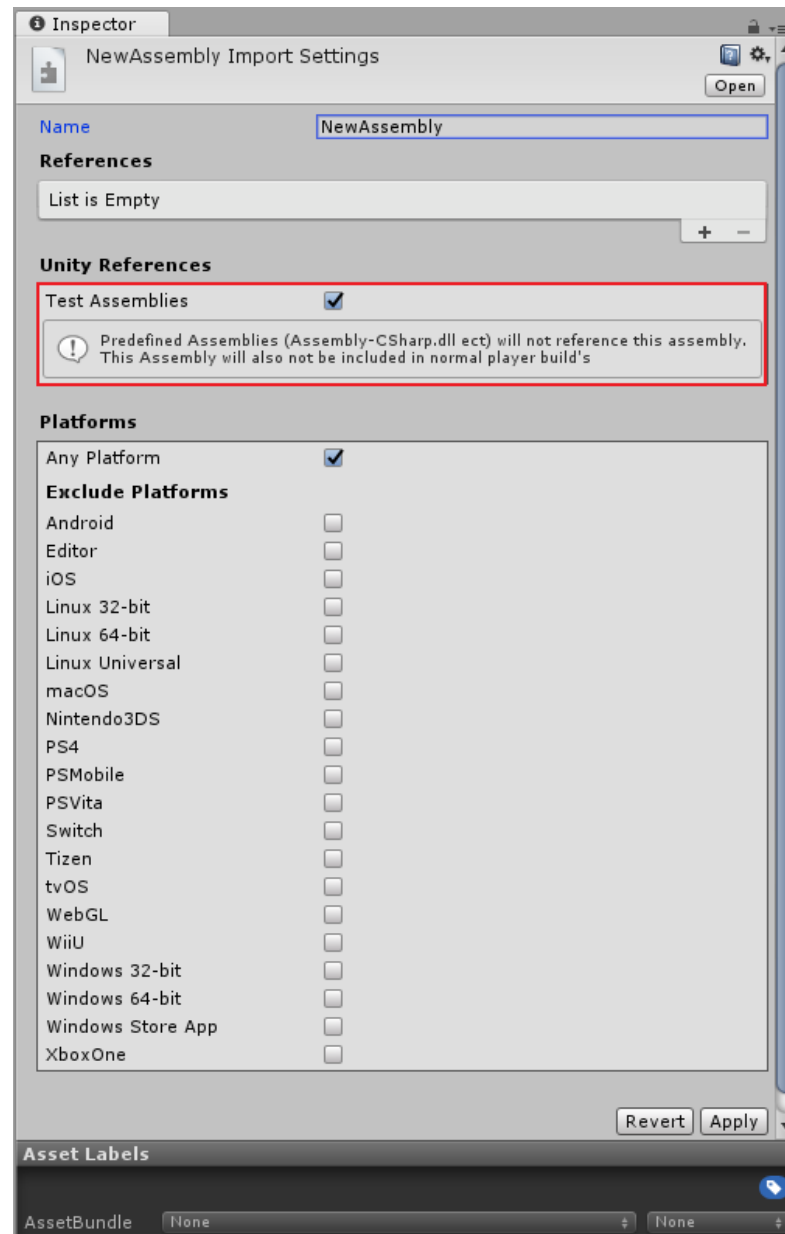 Inspector
NewAssembly Import Settings
Open
Name NewAssembly
References
List is Empty
+ −
Unity References
Test Assemblies
Predefined Assemblies (Assembly-CSharp.dll ect) will not reference this assembly.
This Assembly will also not be included in normal player build's
Platforms
Any Platform
Exclude Platforms
Android
Editor
iOS
Linux 32-bit
Linux 64-bit
Linux Universal
macOS
Nintendo3DS
PS4
PSMobile
PSVita
Switch
Tizen
tvOS
WebGL
WiiU
Windows 32-bit
Windows 64-bit
Windows Store App
XboxOne
Revert Apply
Asset Labels
AssetBundle None None